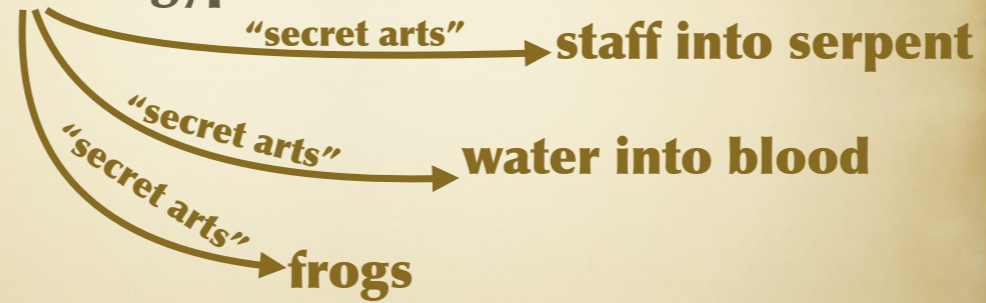 “secret arts”
staff into serpent
“secret arts”
water into blood
“secret arts”
frogs